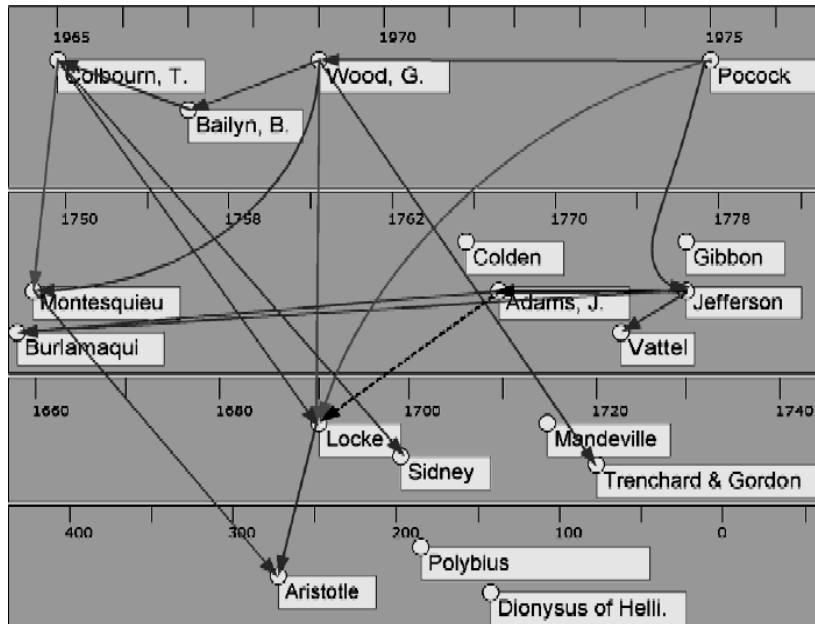 1965 1970 1975
Colbourn, T. Wood, G. Pocock
Bailyn, B.
1750 1758 1762 1770 1778
Colden Gibbon
Montesquieu Adams, J. Jefferson
Burlamaqui Vattel
1660 1680 1700 1720 1740
Locke Mandeville
Sidney Trenchard & Gordon
400 300 200 100 0
Polybius
Aristotle
Dionysus of Helli.